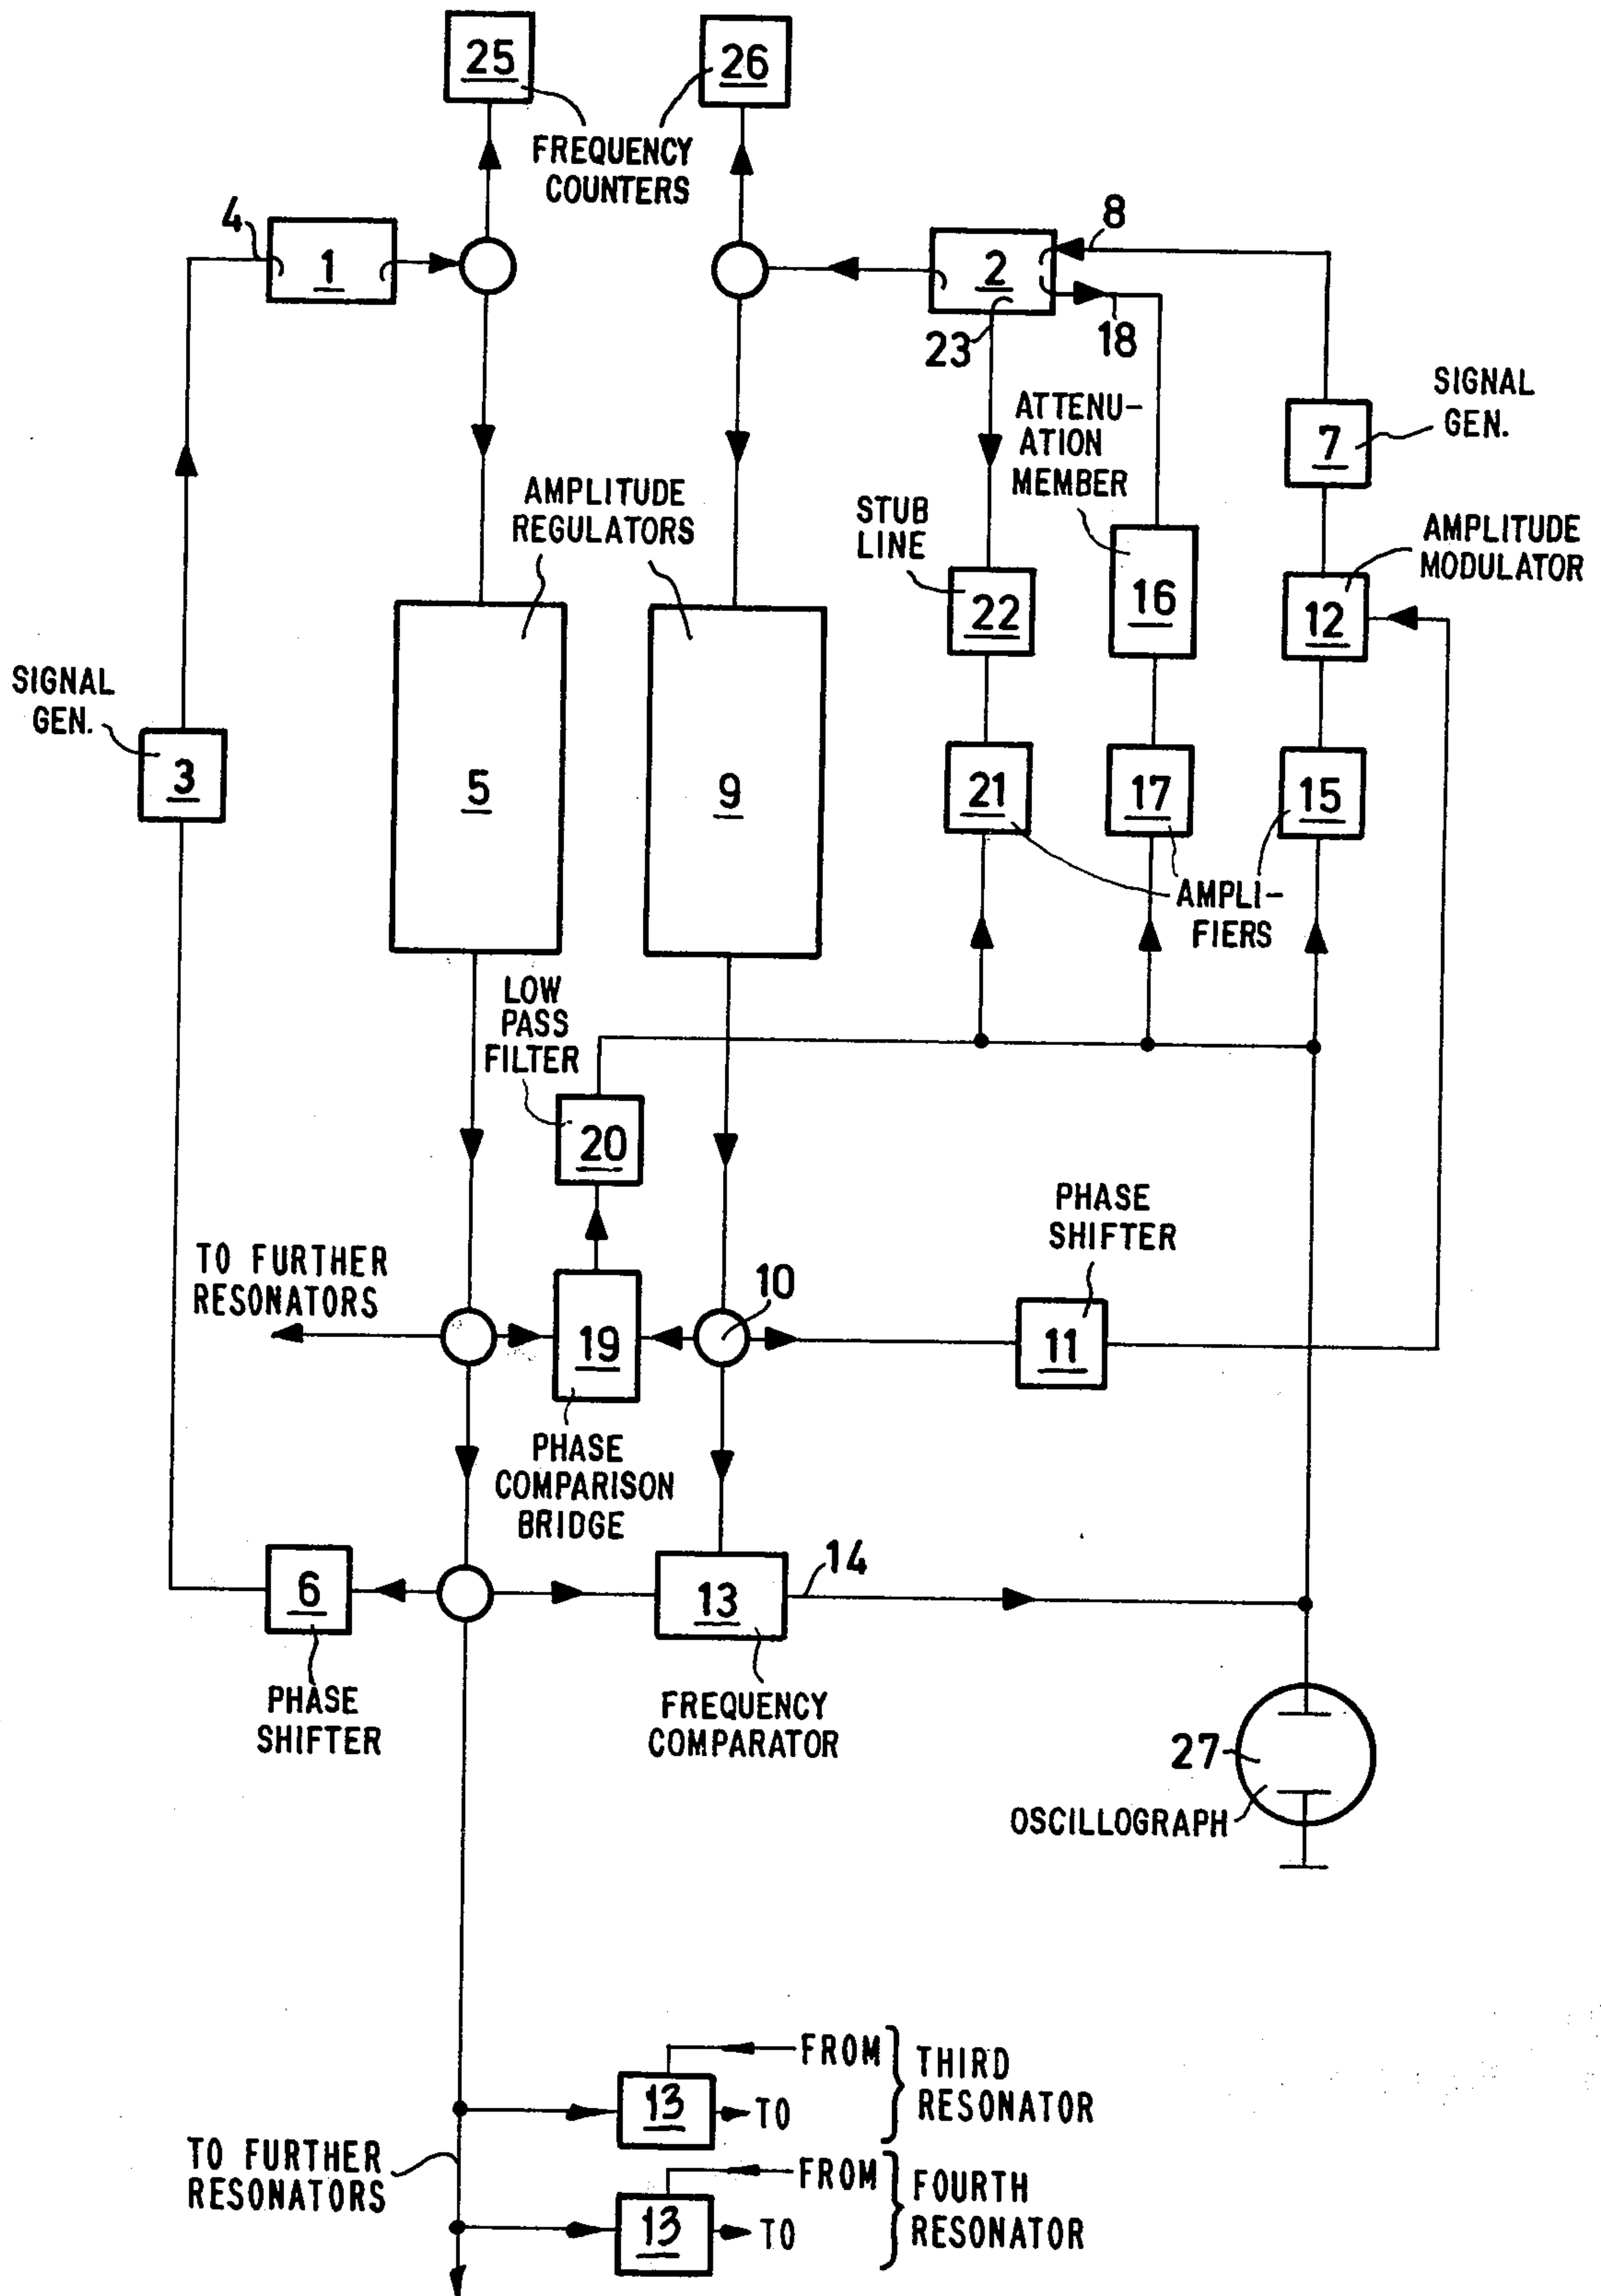 25
26
FREQUENCY
COUNTERS
4
1
2
8
23
18
SIGNAL
GEN.
7
ATTENU-
ATION
MEMBER
16
STUB
LINE
22
AMPLITUDE
REGULATORS
AMPLITUDE
MODULATOR
12
SIGNAL
GEN.
3
5
9
21
17
15
AMPLI-
FIERS
LOW
PASS
FILTER
20
PHASE
SHIFTER
11
TO FURTHER
RESONATORS
19
10
PHASE
COMPARISON
BRIDGE
6
PHASE
SHIFTER
13
14
FREQUENCY
COMPARATOR
27
OSCILLOGRAPH
FROM
13
TO
THIRD
RESONATOR
TO FURTHER
RESONATORS
FROM
13
TO
FOURTH
RESONATOR